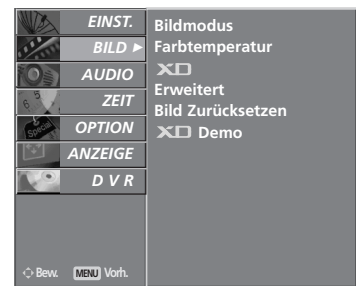 EINST.
BILD
AUDIO
ZEIT
OPTION
ANZEIGE
D V R
Bew. MENU Vorh.
Bildmodus
Farbtemperatur
XD
Erweitert
Bild Zurücksetzen
XD Demo